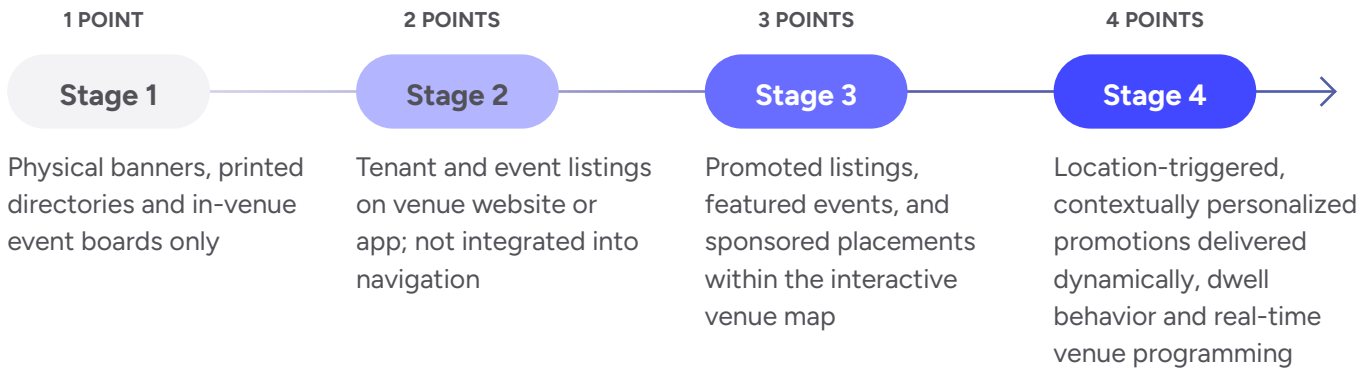 1 POINT
2 POINTS
3 POINTS
4 POINTS
Stage 1
Stage 2
Stage 3
Stage 4
Physical banners, printed
directories and in-venue
event boards only
Tenant and event listings
on venue website or
app; not integrated into
navigation
Promoted listings,
featured events, and
sponsored placements
within the interactive
venue map
Location-triggered,
contextually personalized
promotions delivered
dynamically, dwell
behavior and real-time
venue programming